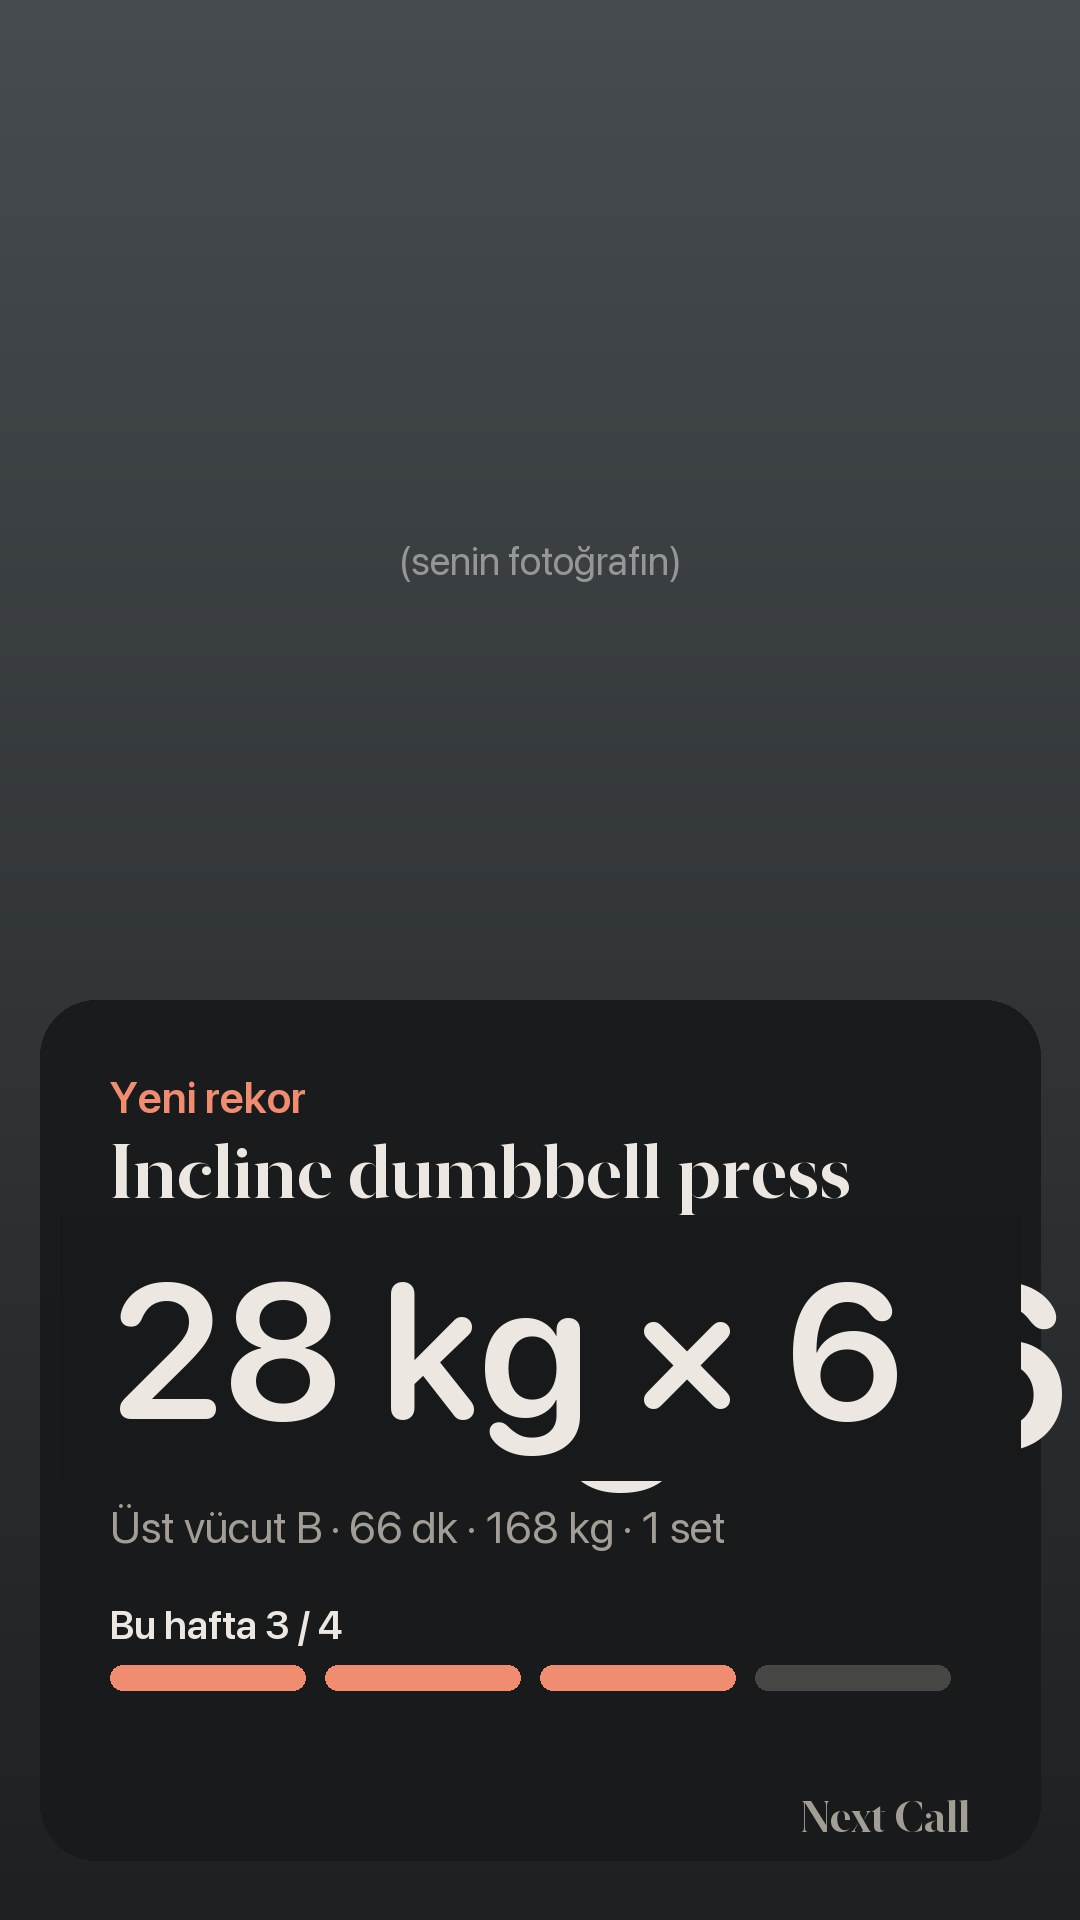 (senin fotoğrafın)
Yeni rekor
Incline dumbbell press
28 kg × 6
Üst vücut B · 66 dk · 168 kg · 1 set
Bu hafta 3 / 4
Next Call